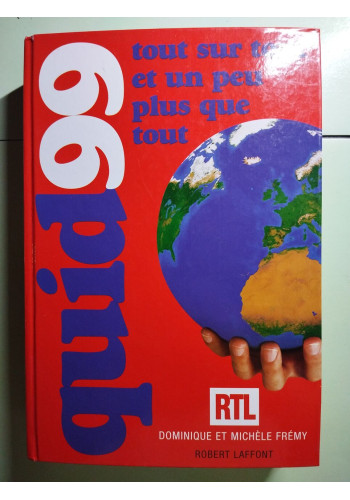 quid99
tout sur
et un peu
plus que
tout
RTL
DOMINIQUE ET MICHÈLE FRÉMY
ROBERT LAFFONT